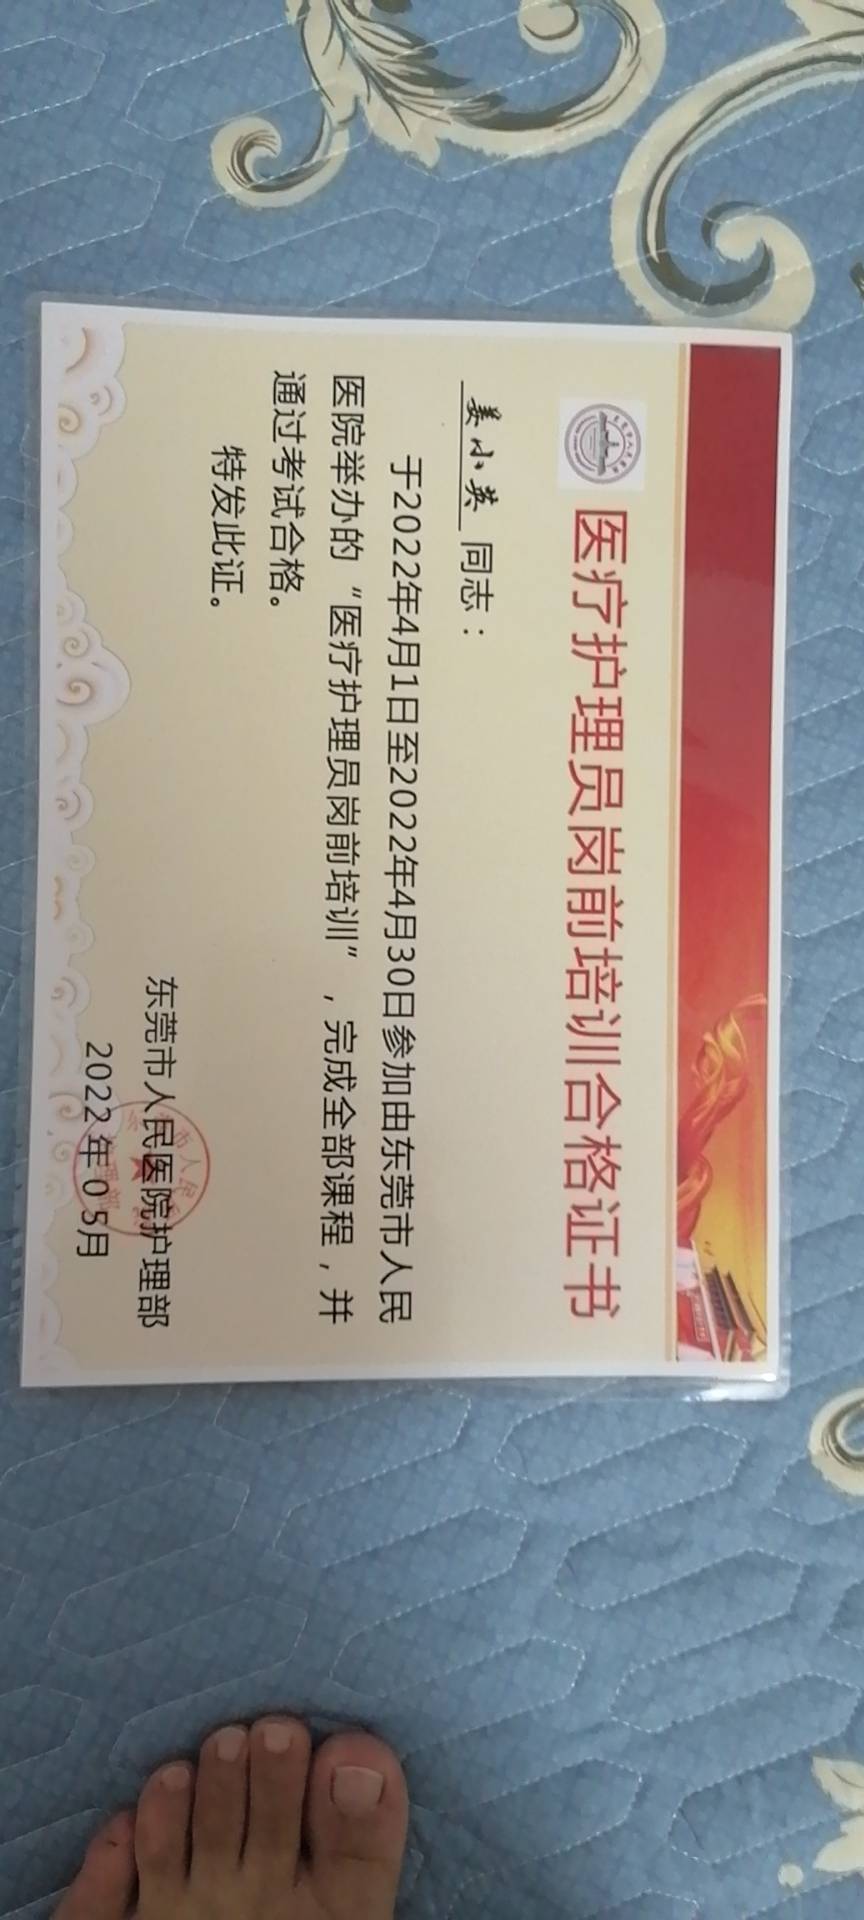 医疗护理员岗前培训合格证书
姜小英 同志：
于2022年4月1日至2022年4月30日参加由东莞市人民
医院举办的“医疗护理员岗前培训”，完成全部课程，并
通过考试合格。
特发此证。
东莞市人民医院护理部
2022 年 05月